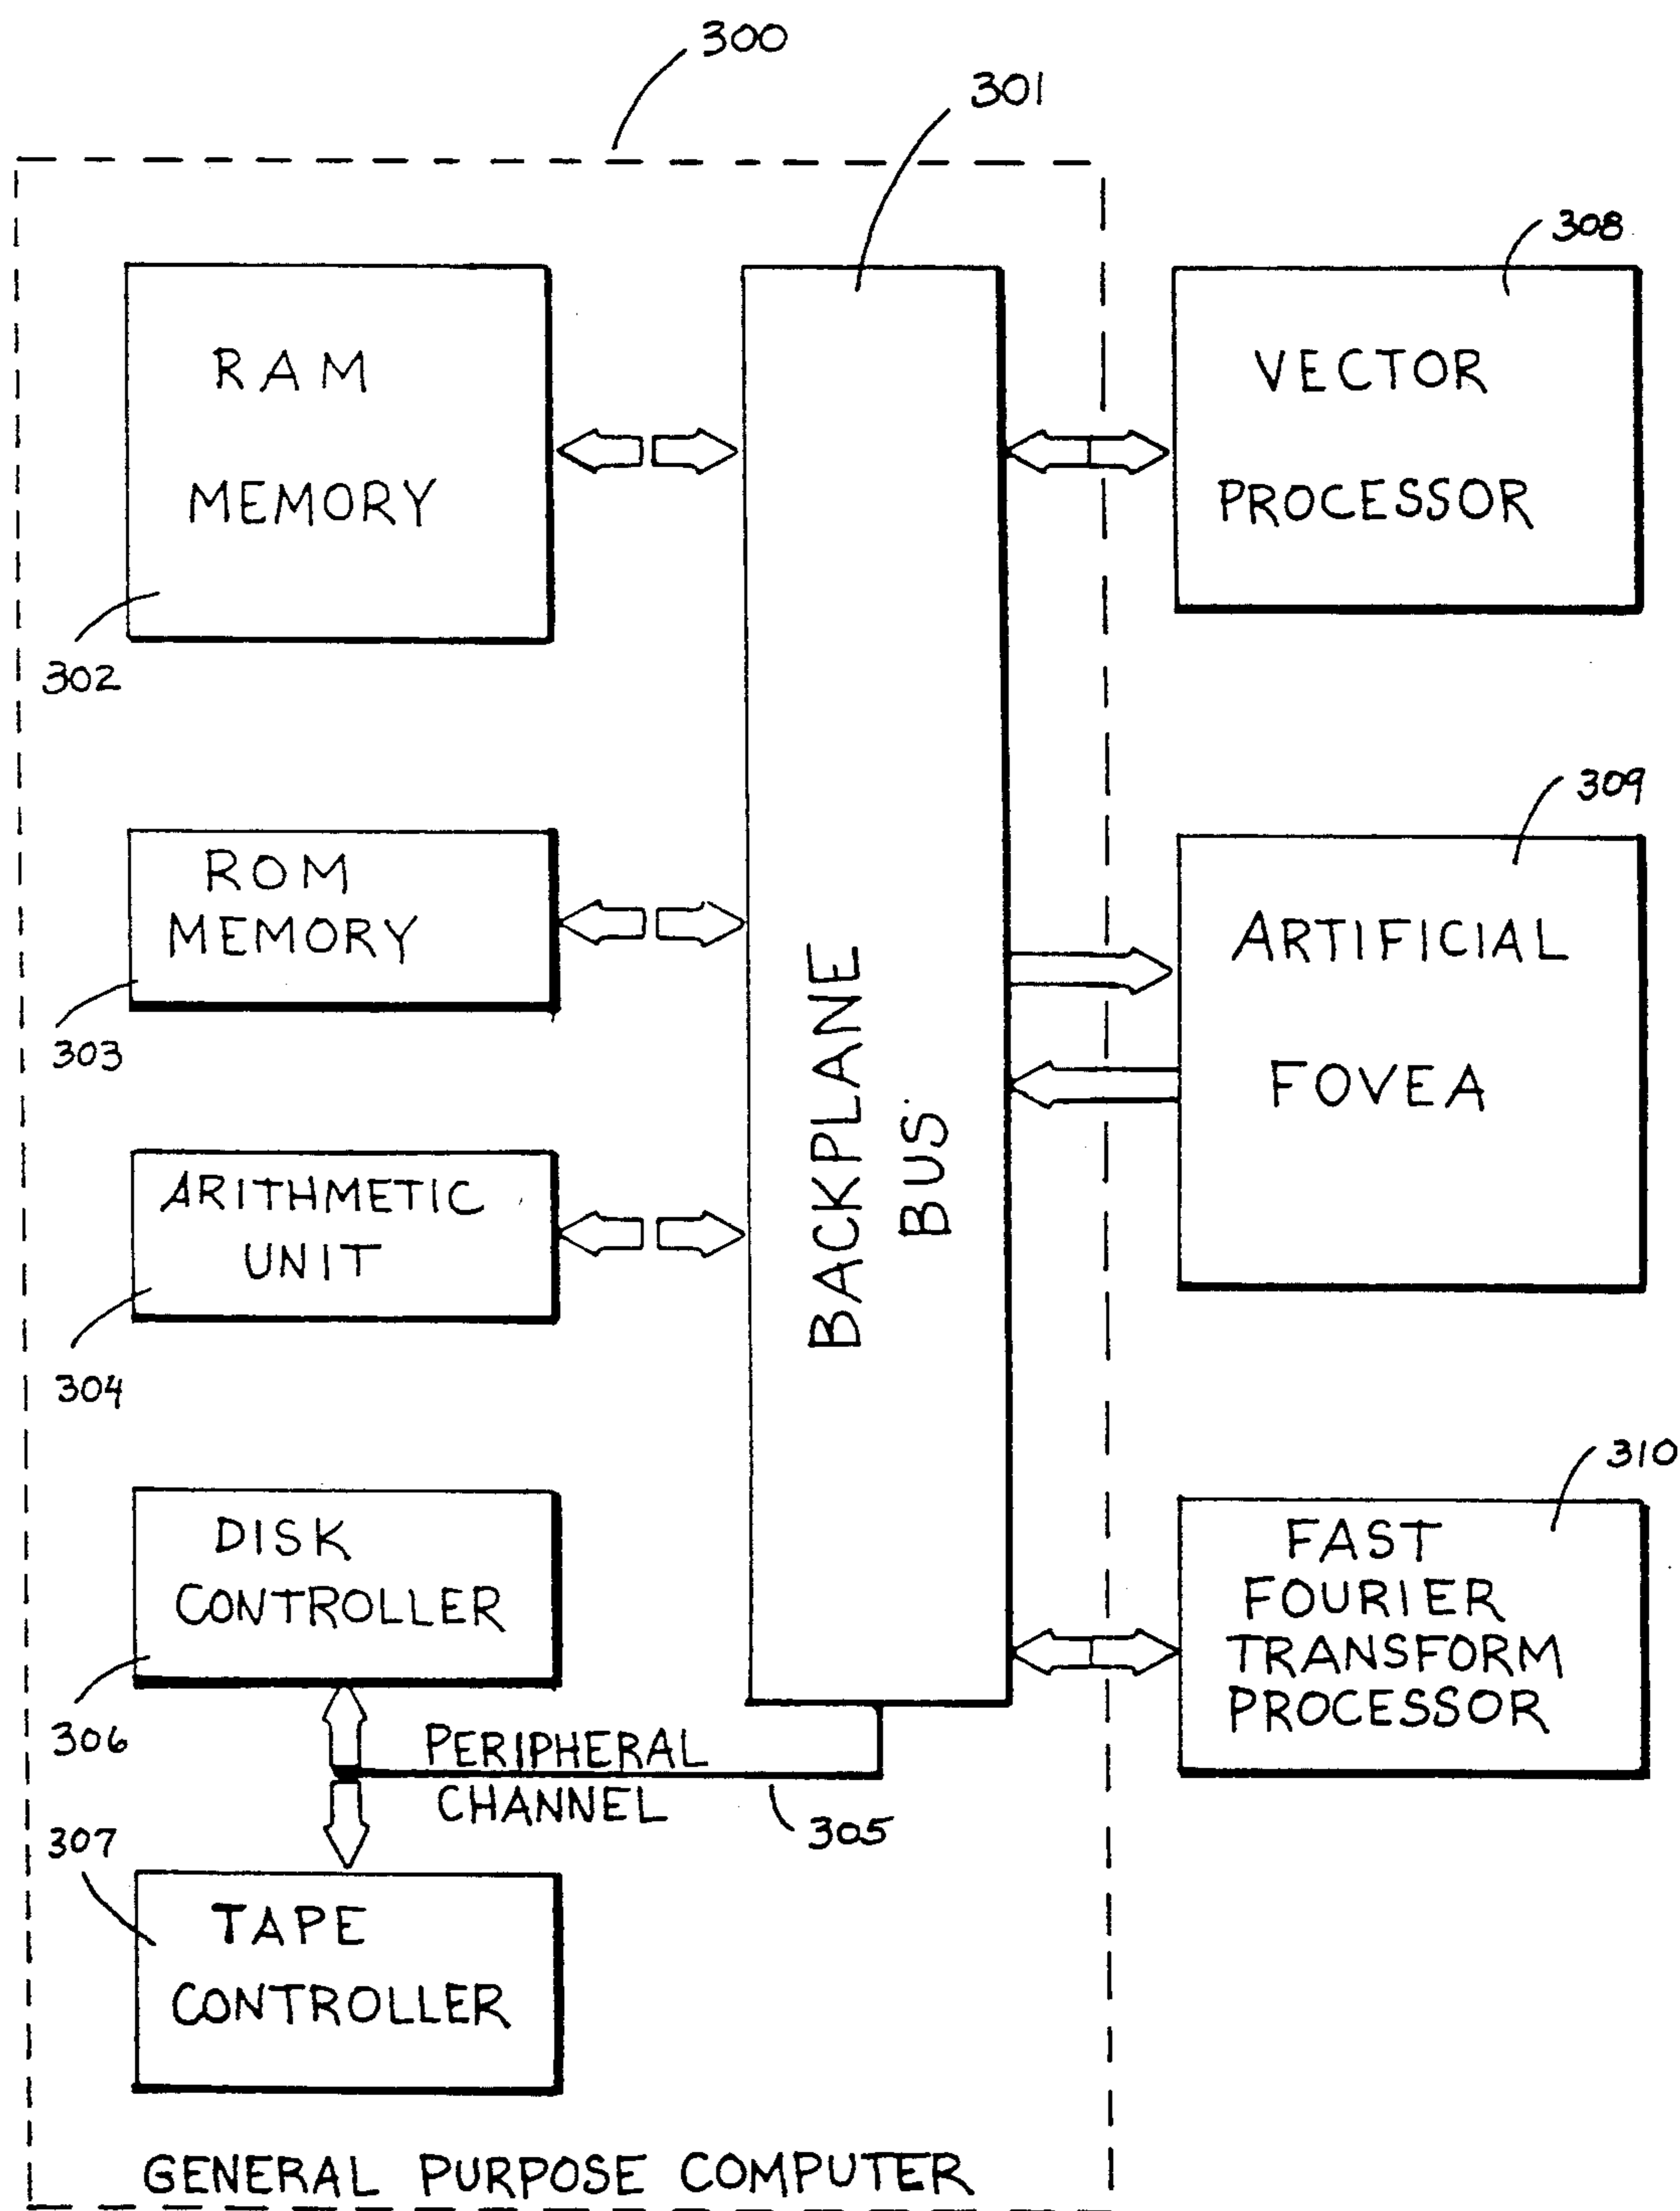 300
301
308
RAM
MEMORY
302
VECTOR
PROCESSOR
309
ROM
MEMORY
303
ARTIFICIAL
FOVEA
BACKPLANE
BUS
ARITHMETIC
UNIT
304
310
DISK
CONTROLLER
306
FAST
FOURIER
TRANSFORM
PROCESSOR
PERIPHERAL
CHANNEL
305
307
TAPE
CONTROLLER
GENERAL PURPOSE COMPUTER